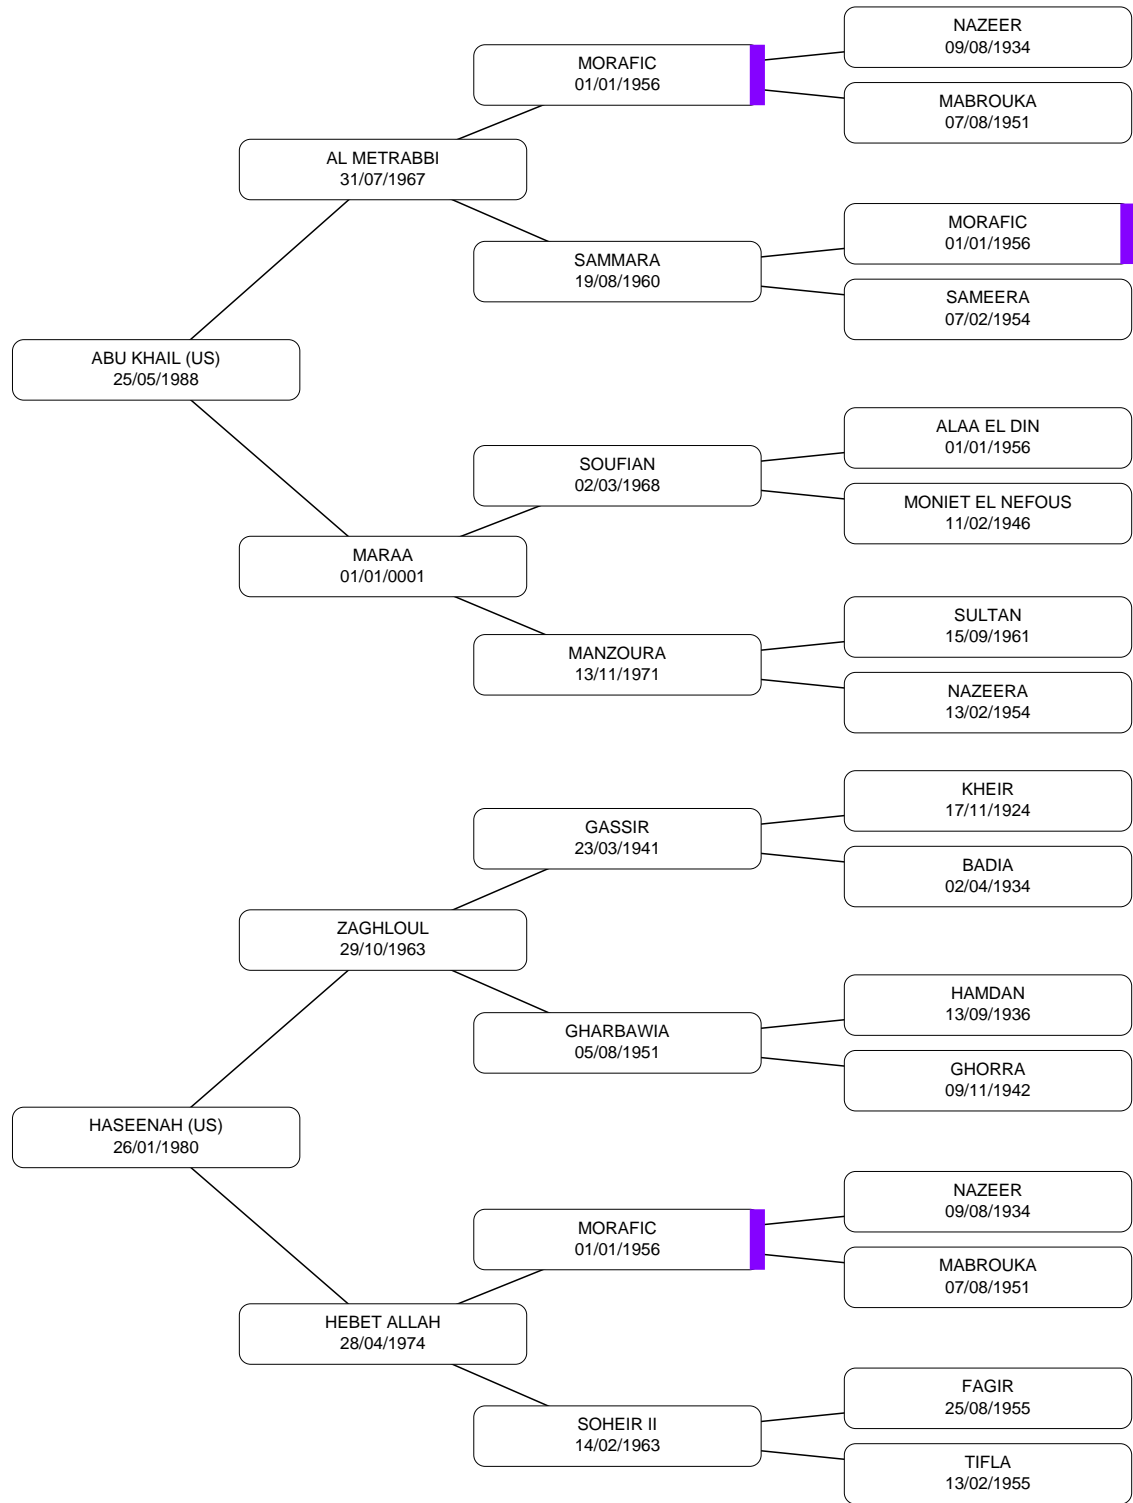 NAZEER
09/08/1934
MORAFIC
01/01/1956
MABROUKA
07/08/1951
AL METRABBI
31/07/1967
MORAFIC
01/01/1956
SAMMARA
19/08/1960
SAMEERA
07/02/1954
ABU KHAIL (US)
25/05/1988
ALAA EL DIN
01/01/1956
SOUFIAN
02/03/1968
MONIET EL NEFOUS
11/02/1946
MARAA
01/01/0001
SULTAN
15/09/1961
MANZOURA
13/11/1971
NAZEERA
13/02/1954
KHEIR
17/11/1924
GASSIR
23/03/1941
BADIA
02/04/1934
ZAGHLOUL
29/10/1963
HAMDAN
13/09/1936
GHARBAWIA
05/08/1951
GHORRA
09/11/1942
HASEENAH (US)
26/01/1980
NAZEER
09/08/1934
MORAFIC
01/01/1956
MABROUKA
07/08/1951
HEBET ALLAH
28/04/1974
FAGIR
25/08/1955
SOHEIR II
14/02/1963
TIFLA
13/02/1955